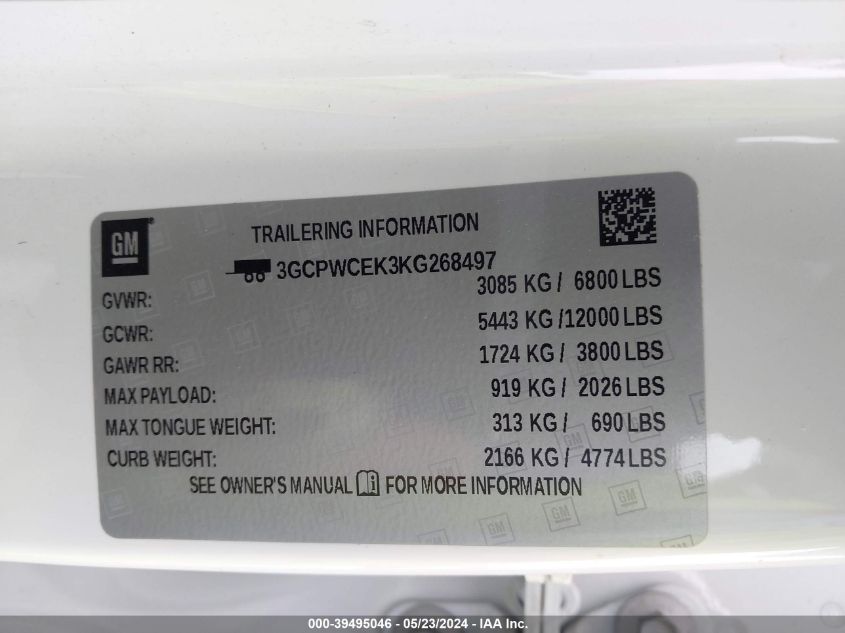 GM
TRAILERING INFORMATION
3GCPWCEK3KG268497
GVWR: 3085 KG / 6800 LBS
GCWR: 5443 KG /12000 LBS
GAWR RR: 1724 KG / 3800 LBS
MAX PAYLOAD: 919 KG / 2026 LBS
MAX TONGUE WEIGHT: 313 KG / 690 LBS
CURB WEIGHT: 2166 KG / 4774 LBS
SEE OWNER'S MANUAL FOR MORE INFORMATION
000-39495046 - 05/23/2024 - IAA Inc.